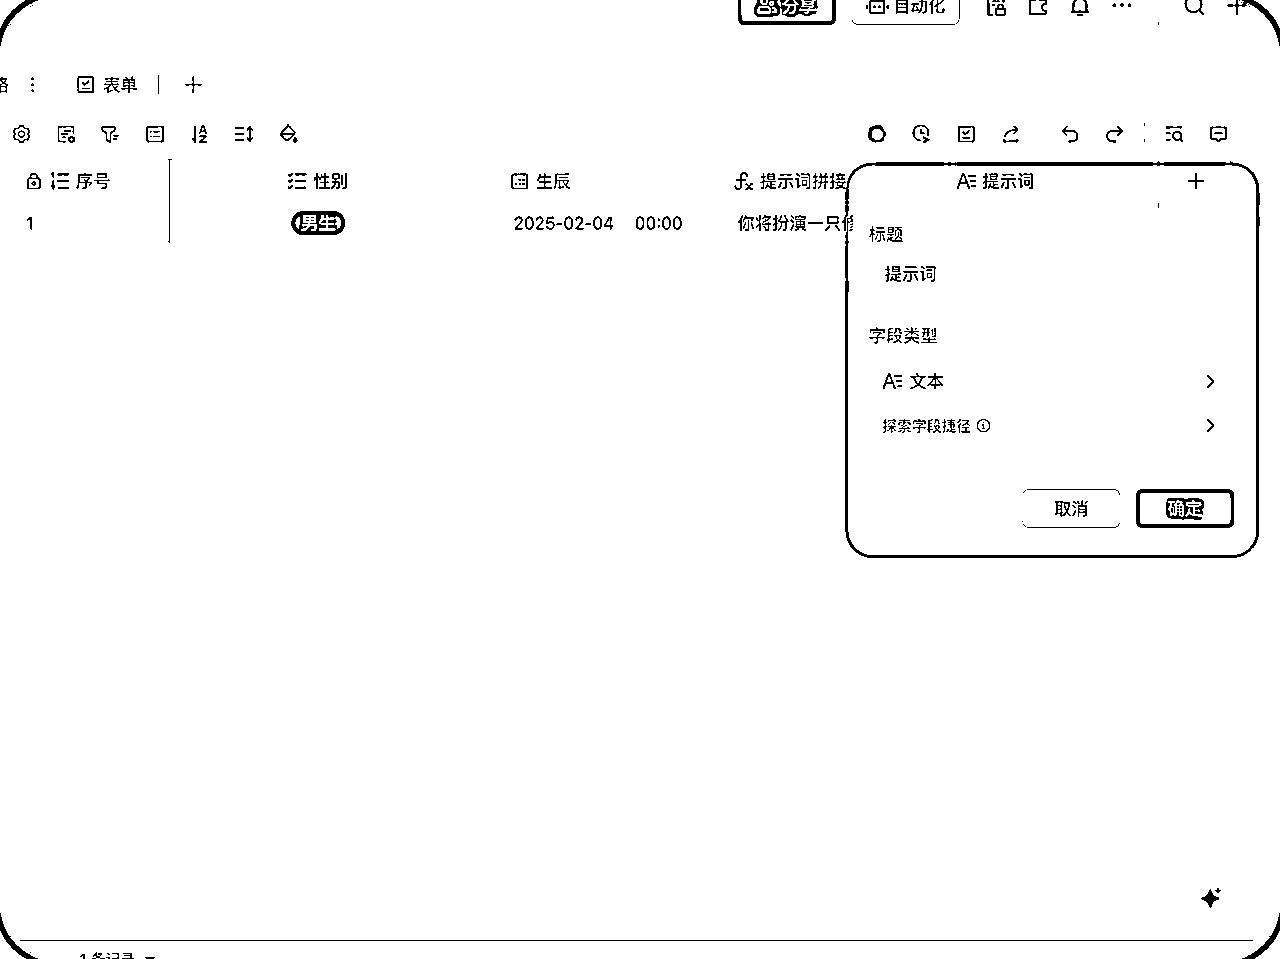 分享 自动化
表单
序号 性别 生辰 提示词拼接 提示词
1 男生 2025-02-04 00:00 你将扮演一只
标题
提示词
字段类型
文本
探索字段捷径
取消 确定
1 条记录